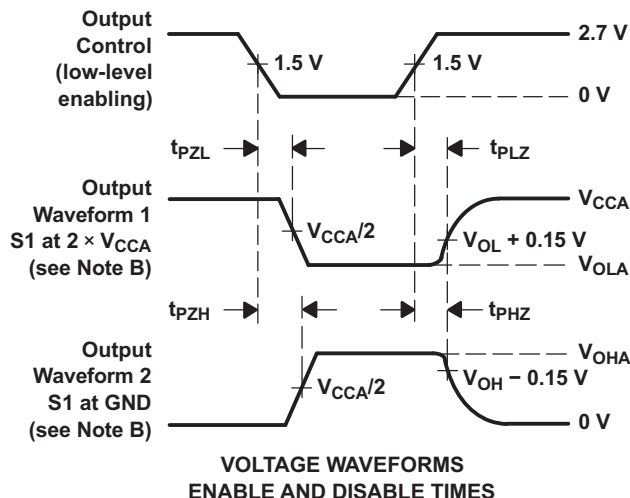 Output
Control
(low-level
enabling)
2.7 V
1.5 V
1.5 V
0 V
tPZL
tPLZ
Output
Waveform 1
S1 at 2 × VCCA
(see Note B)
VCCA
VCCA/2
VOL + 0.15 V
VOLA
tPZH
tPHZ
Output
Waveform 2
S1 at GND
(see Note B)
VOHA
VCCA/2
VOH − 0.15 V
0 V
VOLTAGE WAVEFORMS
ENABLE AND DISABLE TIMES